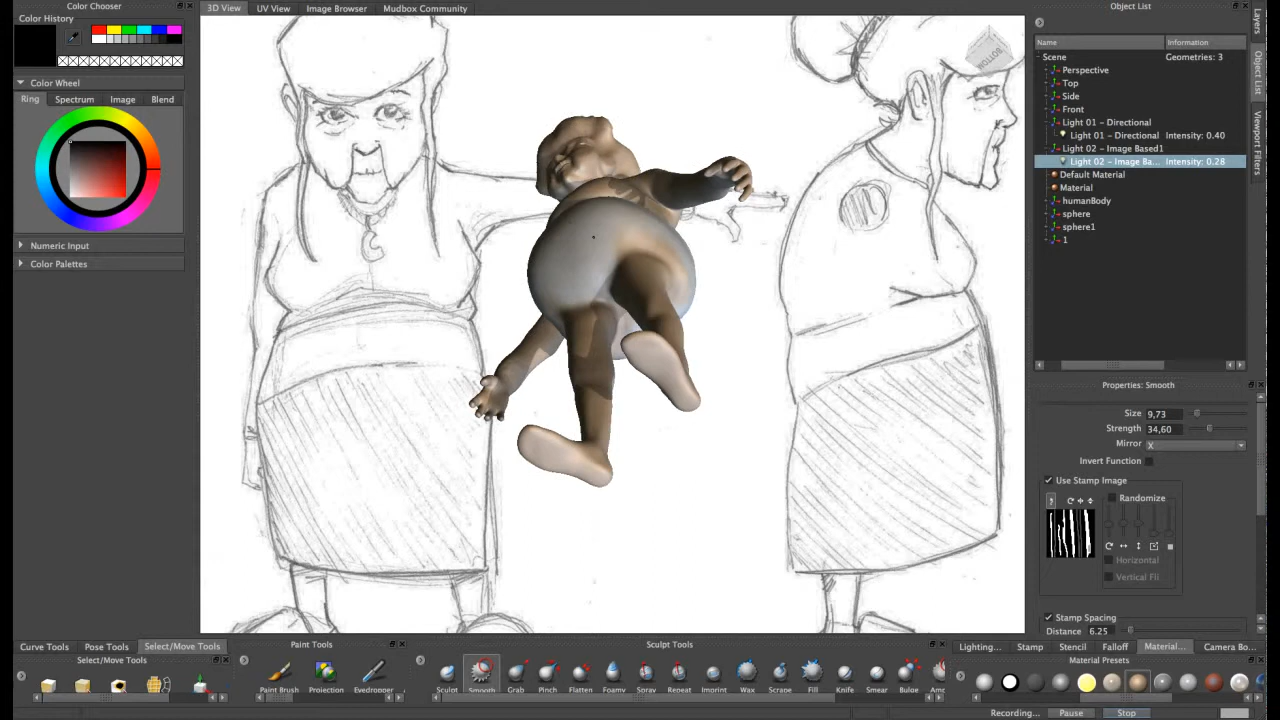 Color Chooser
Color History
Color Wheel
Ring Spectrum Image Blend
Numeric Input
Color Palettes
3D View UV View Image Browser Mudbox Community
BOTTOM
Object List
Name Information
Scene Geometries: 3
Perspective
Top
Side
Front
Light 01 – Directional
Light 01 – Directional Intensity: 0.40
Light 02 – Image Based1
Light 02 – Image Ba... Intensity: 0.28
Default Material
Material
humanBody
sphere
sphere1
1
Layers
Object List
Viewport Filters
Properties: Smooth
Size 9,73
Strength 34,60
Mirror X
Invert Function
Use Stamp Image
Randomize
Horizontal
Vertical Fli
Stamp Spacing
Distance 6.25
Curve Tools Pose Tools Select/Move Tools
Select/Move Tools
Paint Tools
Paint Brush Projection Eyedropper
Sculpt Tools
Sculpt Smooth Grab Pinch Flatten Foamy Spray Repeat Imprint Wax Scrape Fill Knife Smear Bulge Amp
Lighting... Stamp Stencil Falloff Material... Camera Bo...
Material Presets
Recording... Pause Stop